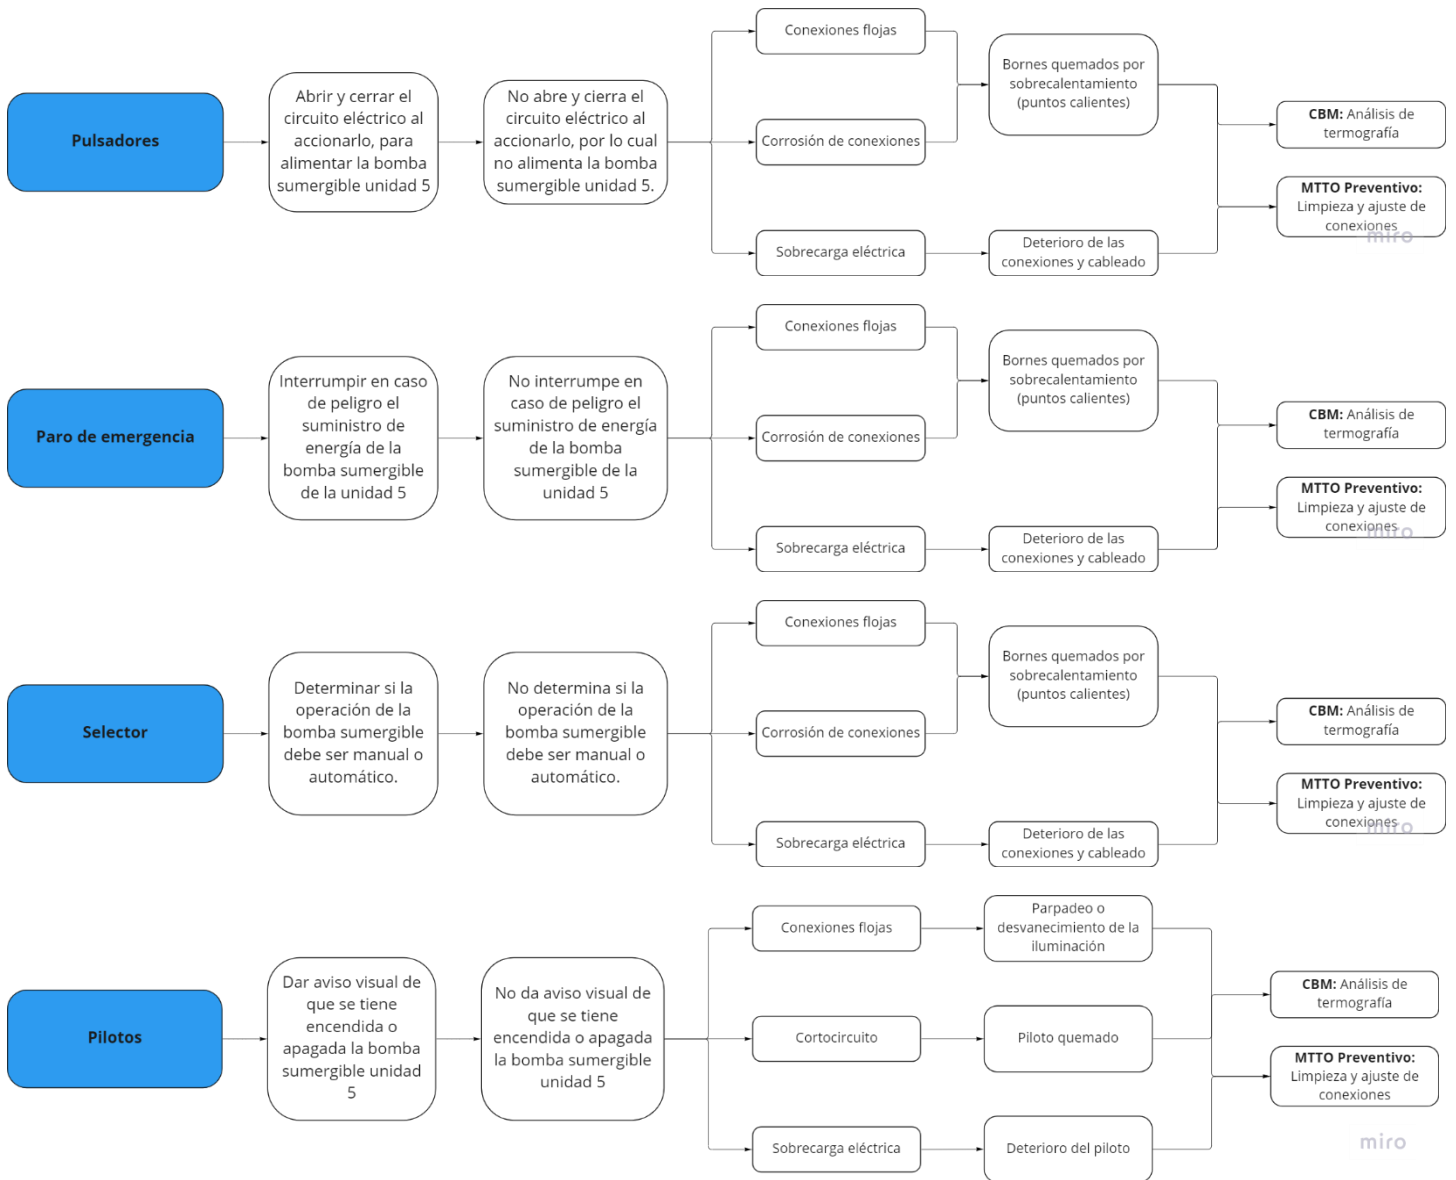 Pulsadores
Abrir y cerrar el
circuito eléctrico al
accionarlo, para
alimentar la bomba
sumergible unidad 5
No abre y cierra el
circuito eléctrico al
accionarlo, por lo cual
no alimenta la bomba
sumergible unidad 5.
Conexiones flojas
Corrosión de conexiones
Sobrecarga eléctrica
Bornes quemados por
sobrecalentamiento
(puntos calientes)
Deterioro de las
conexiones y cableado
CBM: Análisis de
termografía
MTTO Preventivo:
Limpieza y ajuste de
conexiones
miro
Paro de emergencia
Interrumpir en caso
de peligro el
suministro de
energía de la
bomba sumergible
de la unidad 5
No interrumpe en
caso de peligro el
suministro de energía
de la bomba
sumergible de la
unidad 5
Conexiones flojas
Corrosión de conexiones
Sobrecarga eléctrica
Bornes quemados por
sobrecalentamiento
(puntos calientes)
Deterioro de las
conexiones y cableado
CBM: Análisis de
termografía
MTTO Preventivo:
Limpieza y ajuste de
conexiones
miro
Selector
Determinar si la
operación de la
bomba sumergible
debe ser manual o
automático.
No determina si la
operación de la
bomba sumergible
debe ser manual o
automático.
Conexiones flojas
Corrosión de conexiones
Sobrecarga eléctrica
Bornes quemados por
sobrecalentamiento
(puntos calientes)
Deterioro de las
conexiones y cableado
CBM: Análisis de
termografía
MTTO Preventivo:
Limpieza y ajuste de
conexiones
miro
Pilotos
Dar aviso visual de
que se tiene
encendida o
apagada la bomba
sumergible unidad
5
No da aviso visual de
que se tiene
encendida o apagada
la bomba sumergible
unidad 5
Conexiones flojas
Cortocircuito
Sobrecarga eléctrica
Parpadeo o
desvanecimiento de la
iluminación
Piloto quemado
Deterioro del piloto
CBM: Análisis de
termografía
MTTO Preventivo:
Limpieza y ajuste de
conexiones
miro